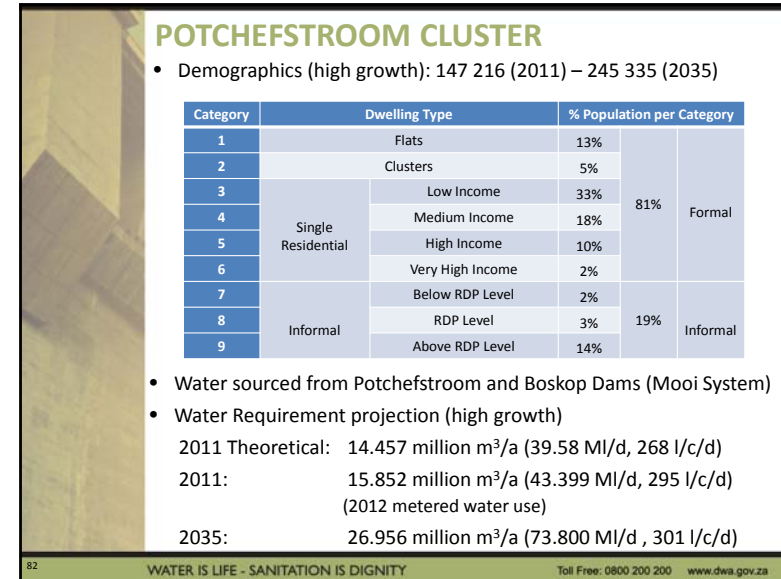 POTCHEFSTROOM CLUSTER
• Demographics (high growth): 147 216 (2011) – 245 335 (2035)
Category Dwelling Type % Population per Category
1 Flats 13%
2 Clusters 5%
3 Low Income 33%
81% Formal
4 Medium Income 18%
Single Residential
5 High Income 10%
6 Very High Income 2%
7 Below RDP Level 2%
8 Informal RDP Level 3% 19% Informal
9 Above RDP Level 14%
• Water sourced from Potchefstroom and Boskop Dams (Mooi System)
• Water Requirement projection (high growth)
2011 Theoretical: 14.457 million m³/a (39.58 Ml/d, 268 l/c/d)
2011: 15.852 million m³/a (43.399 Ml/d, 295 l/c/d)
(2012 metered water use)
2035: 26.956 million m³/a (73.800 Ml/d , 301 l/c/d)
82 WATER IS LIFE - SANITATION IS DIGNITY Toll Free: 0800 200 200 www.dwa.gov.za